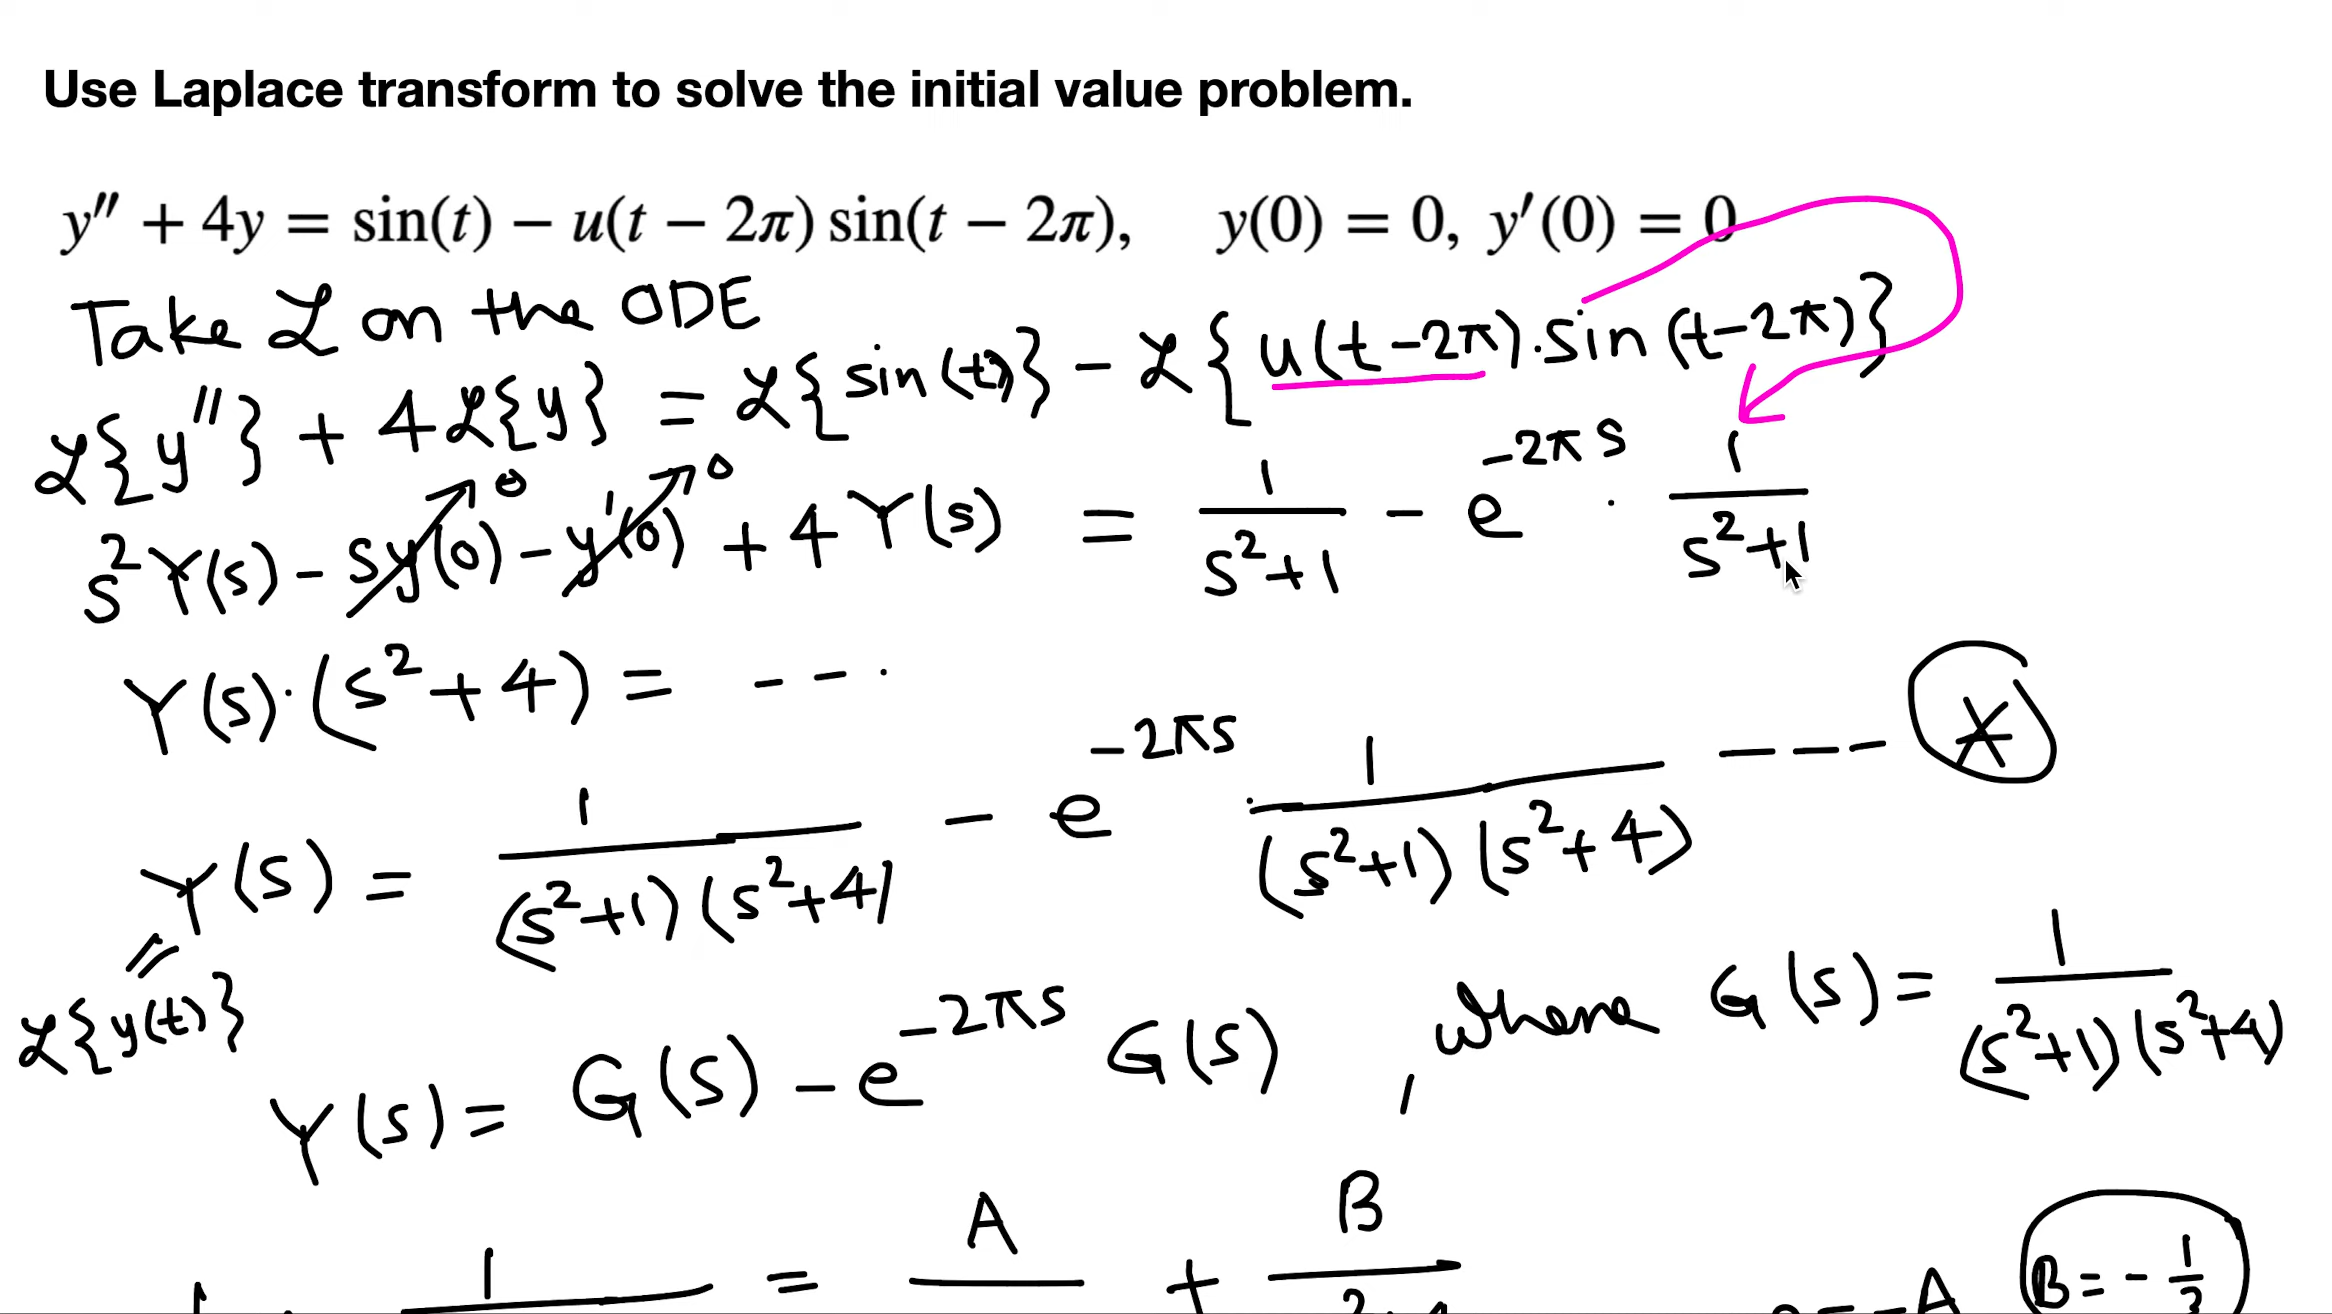 Use Laplace transform to solve the initial value problem.
y″ + 4y = sin(t) − u(t − 2π) sin(t − 2π), y(0) = 0, y′(0) = 0
Take ℒ on the ODE
ℒ{y″} + 4ℒ{y} = ℒ{sin(t)} − ℒ{u(t−2π)·sin(t−2π)}
s²Y(s) − sy(0)↗0 − y′(0)↗0 + 4Y(s) = 1/(s²+1) − e^(−2πs) · 1/(s²+1)
Y(s)·(s²+4) = - - - .
Y(s) = 1/((s²+1)(s²+4)) − e^(−2πs) · 1/((s²+1)(s²+4)) - - - ⊛
=
ℒ{y(t)}
Y(s) = G(s) − e^(−2πs) G(s) , where G(s) = 1/((s²+1)(s²+4))
1 = A + B
= −A B = −1/3